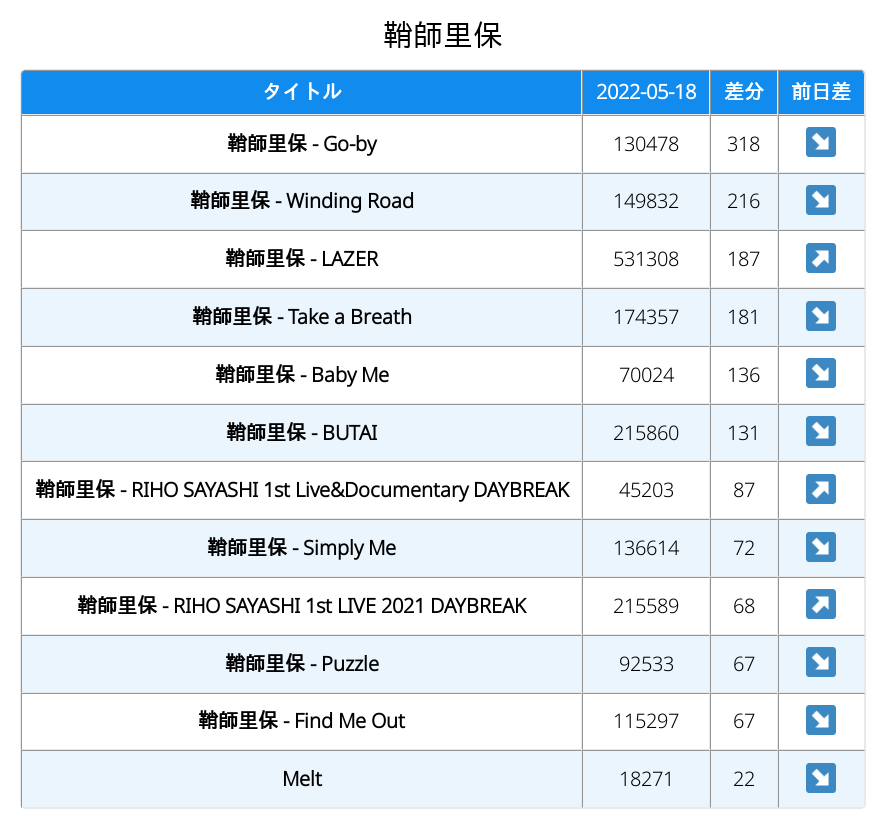 鞘師里保
タイトル 2022-05-18 差分 前日差
鞘師里保 - Go-by 130478 318 ↘
鞘師里保 - Winding Road 149832 216 ↘
鞘師里保 - LAZER 531308 187 ↗
鞘師里保 - Take a Breath 174357 181 ↘
鞘師里保 - Baby Me 70024 136 ↘
鞘師里保 - BUTAI 215860 131 ↘
鞘師里保 - RIHO SAYASHI 1st Live&Documentary DAYBREAK 45203 87 ↗
鞘師里保 - Simply Me 136614 72 ↘
鞘師里保 - RIHO SAYASHI 1st LIVE 2021 DAYBREAK 215589 68 ↗
鞘師里保 - Puzzle 92533 67 ↘
鞘師里保 - Find Me Out 115297 67 ↘
Melt 18271 22 ↘